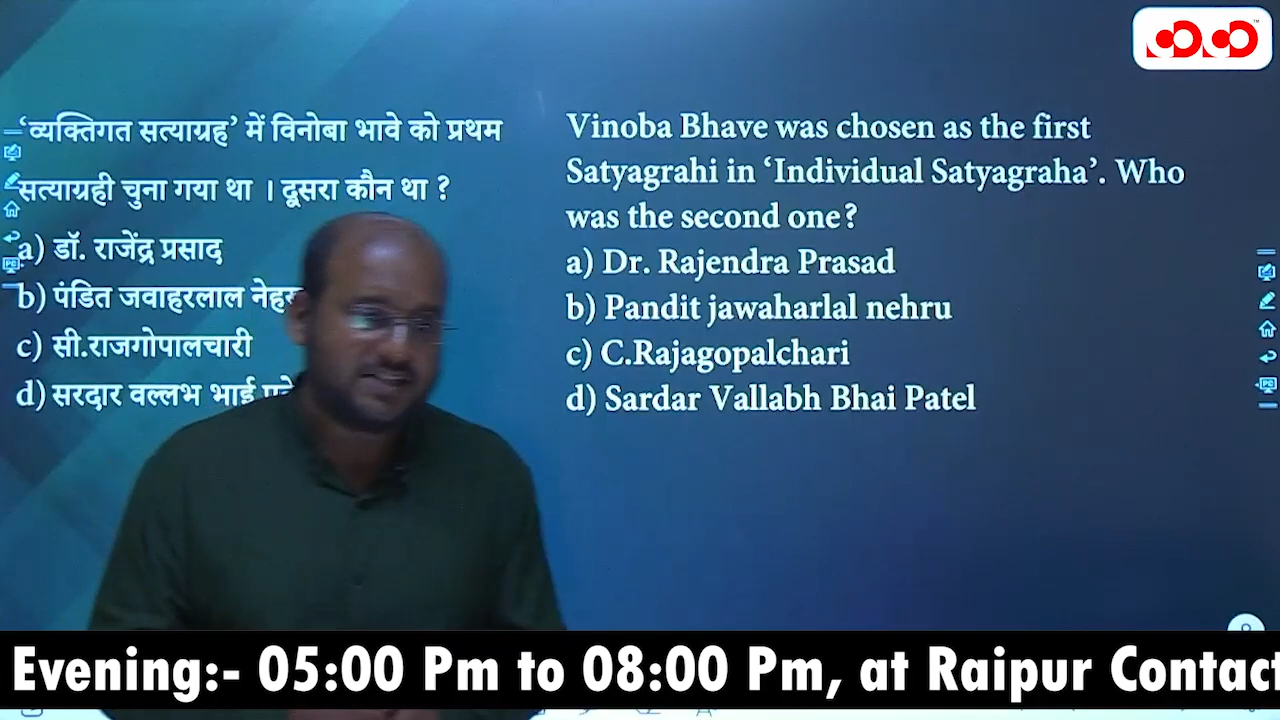 ‘व्यक्तिगत सत्याग्रह’ में विनोबा भावे को प्रथम
सत्याग्रही चुना गया था । दूसरा कौन था ?
a) डॉ. राजेंद्र प्रसाद
b) पंडित जवाहरलाल
c) सी.राजगोपालचारी
d) सरदार वल्लभ भाई
Vinoba Bhave was chosen as the first
Satyagrahi in ‘Individual Satyagraha’. Who
was the second one?
a) Dr. Rajendra Prasad
b) Pandit jawaharlal nehru
c) C.Rajagopalchari
d) Sardar Vallabh Bhai Patel
Evening:- 05:00 Pm to 08:00 Pm, at Raipur Contact